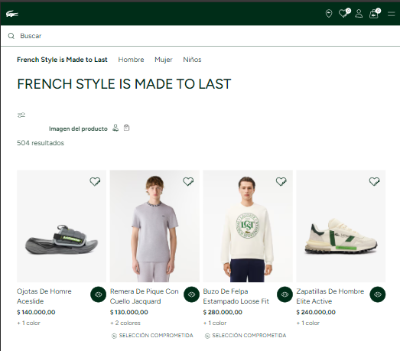 Buscar
French Style is Made to Last Hombre Mujer Niños
FRENCH STYLE IS MADE TO LAST
Imagen del producto
504 resultados
Ojotas De Homre Aceslide
$ 140.000,00
+ 1 color
Remera De Pique Con Cuello Jacquard
$ 130.000,00
+ 2 colores
SELECCIÓN COMPROMETIDA
Buzo De Felpa Estampado Loose Fit
$ 280.000,00
+ 1 color
SELECCIÓN COMPROMETIDA
Zapatillas De Hombre Elite Active
$ 240.000,00
+ 1 color